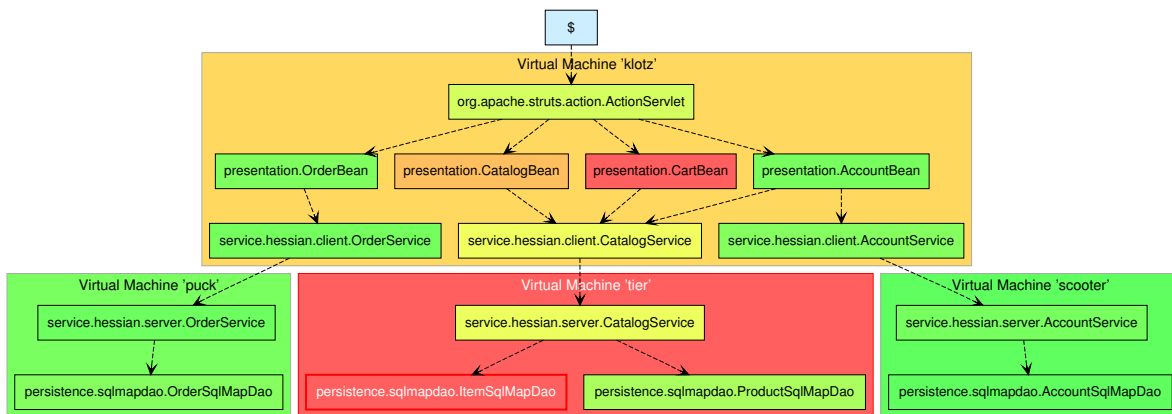 $
Virtual Machine 'klotz'
org.apache.struts.action.ActionServlet
presentation.OrderBean
presentation.CatalogBean
presentation.CartBean
presentation.AccountBean
service.hessian.client.OrderService
service.hessian.client.CatalogService
service.hessian.client.AccountService
Virtual Machine 'puck'
Virtual Machine 'tier'
Virtual Machine 'scooter'
service.hessian.server.OrderService
service.hessian.server.CatalogService
service.hessian.server.AccountService
persistence.sqlmapdao.OrderSqlMapDao
persistence.sqlmapdao.ItemSqlMapDao
persistence.sqlmapdao.ProductSqlMapDao
persistence.sqlmapdao.AccountSqlMapDao